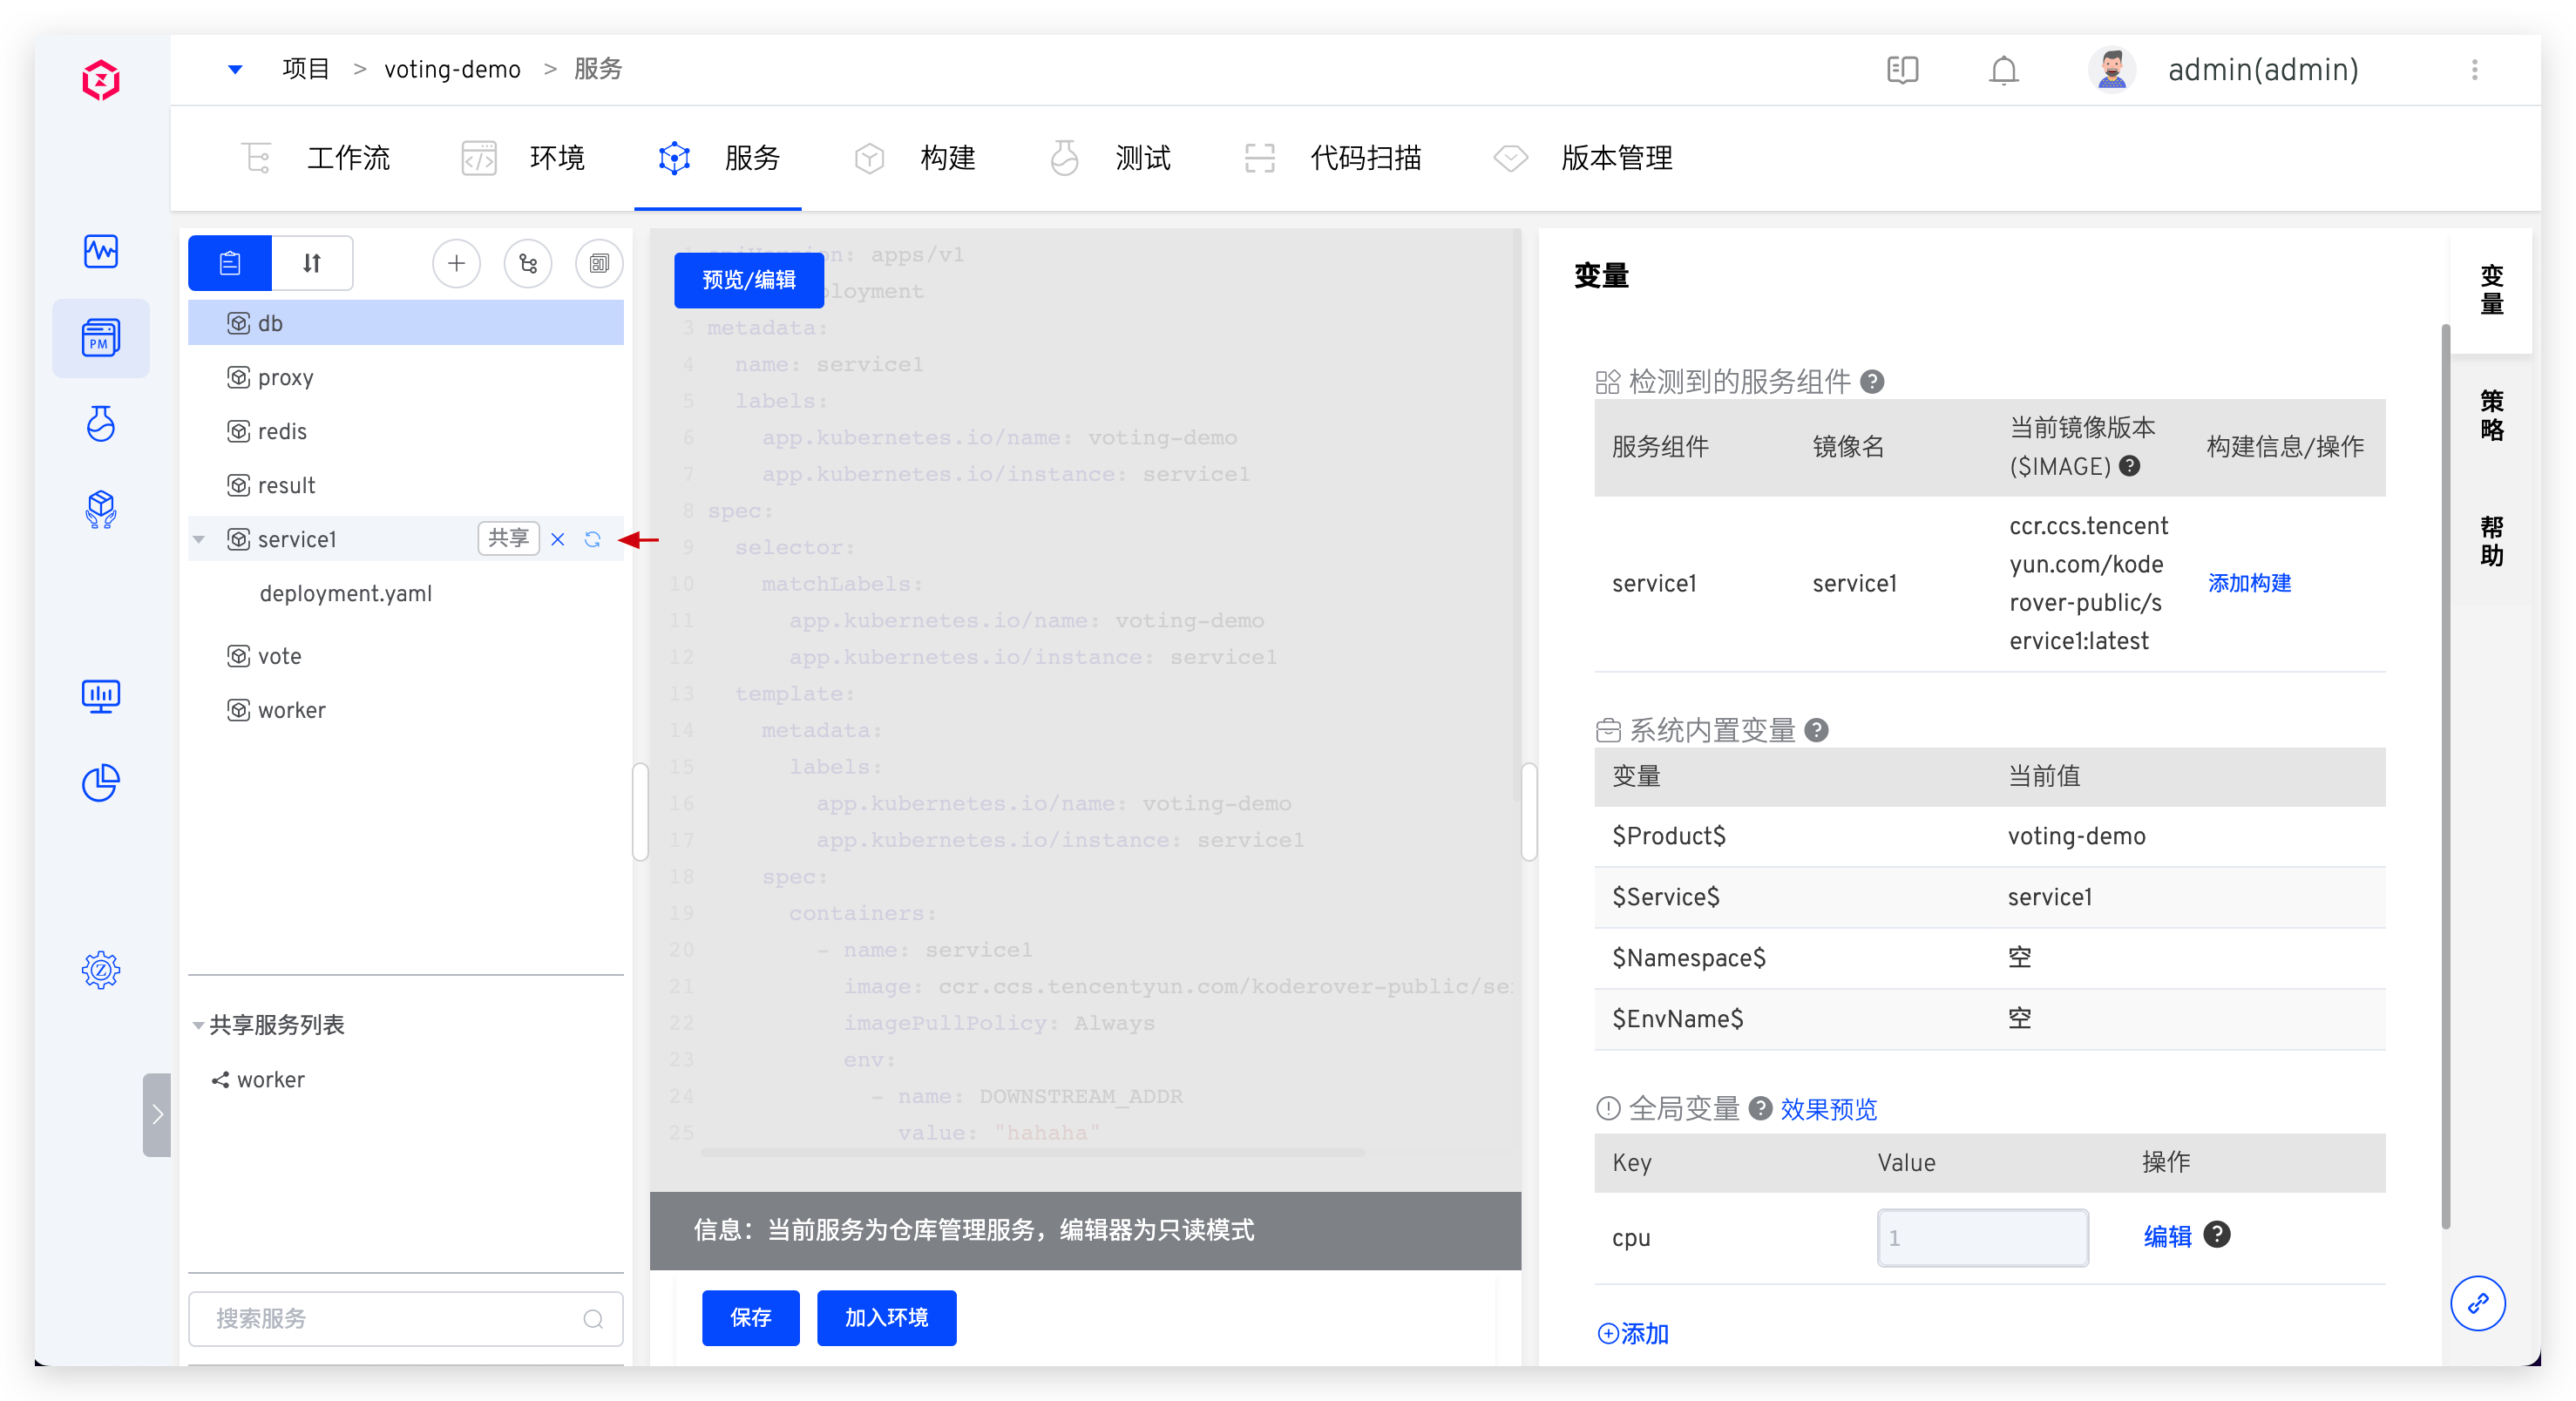 项目 > voting-demo > 服务
admin(admin)
工作流
环境
服务
构建
测试
代码扫描
版本管理
PM
db
proxy
redis
result
service1
共享
deployment.yaml
vote
worker
共享服务列表
worker
搜索服务
预览/编辑
n: apps/v1
ployment
3 metadata:
4 name: service1
5 labels:
6 app.kubernetes.io/name: voting-demo
7 app.kubernetes.io/instance: service1
8 spec:
9 selector:
10 matchLabels:
11 app.kubernetes.io/name: voting-demo
12 app.kubernetes.io/instance: service1
13 template:
14 metadata:
15 labels:
16 app.kubernetes.io/name: voting-demo
17 app.kubernetes.io/instance: service1
18 spec:
19 containers:
20 - name: service1
21 image: ccr.ccs.tencentyun.com/koderover-public/se
22 imagePullPolicy: Always
23 env:
24 - name: DOWNSTREAM_ADDR
25 value: "hahaha"
信息：当前服务为仓库管理服务，编辑器为只读模式
保存
加入环境
变量
检测到的服务组件
服务组件
镜像名
当前镜像版本
($IMAGE)
构建信息/操作
service1
service1
ccr.ccs.tencent
yun.com/kode
rover-public/s
ervice1:latest
添加构建
系统内置变量
变量
当前值
$Product$
voting-demo
$Service$
service1
$Namespace$
空
$EnvName$
空
全局变量
效果预览
Key
Value
操作
cpu
1
编辑
添加
变量
策略
帮助